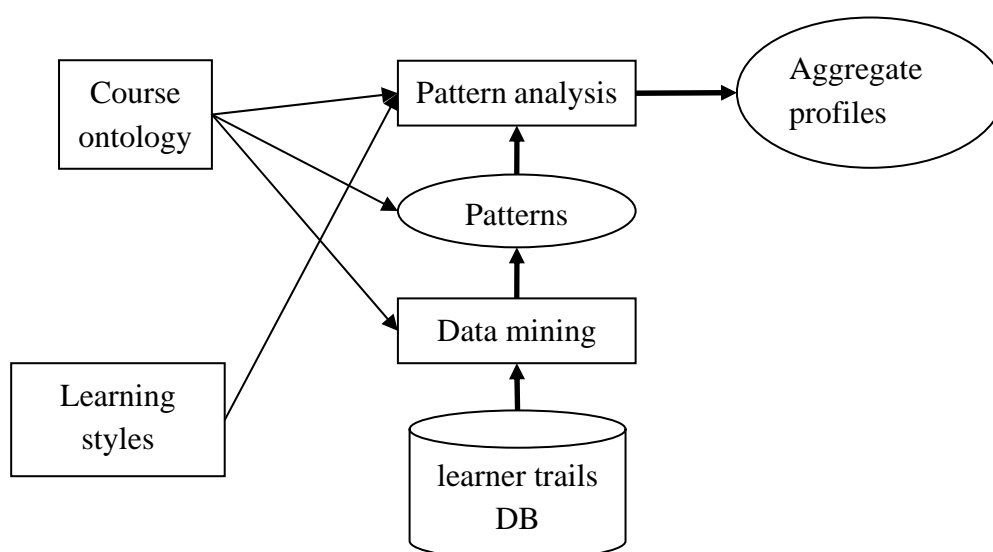 Course
ontology
Pattern analysis
Aggregate
profiles
Patterns
Data mining
Learning
styles
learner trails
DB